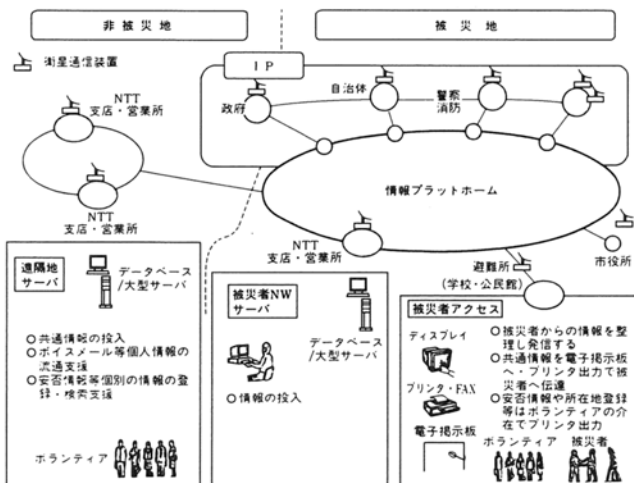 非被災地
被災地
衛星通信装置
IP
NTT
支店・営業所
政府
自治体
警察
消防
NTT
支店・営業所
情報プラットホーム
NTT
支店・営業所
市役所
避難所
(学校・公民館)
遠隔地
サーバ
データベース
/大型サーバ
○共通情報の投入
○ボイスメール等個人情報の
流通支援
○安否情報等個別の情報の登
録・検索支援
ボランティア
被災者NW
サーバ
データベース
/大型サーバ
○情報の投入
被災者アクセス
ディスプレイ
プリンタ・FAX
電子掲示板
○被災者からの情報を整
理し発信する
○共通情報を電子掲示板
へ・プリンタ出力で被
災者へ伝達
○安否情報や所在地登録
等はボランティアの介
在でプリンタ出力
ボランティア
被災者